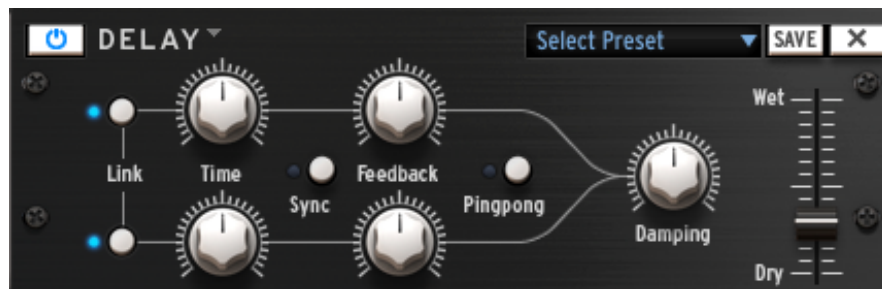 DELAY
Select Preset
SAVE
Wet
Link
Time
Sync
Feedback
Pingpong
Damping
Dry